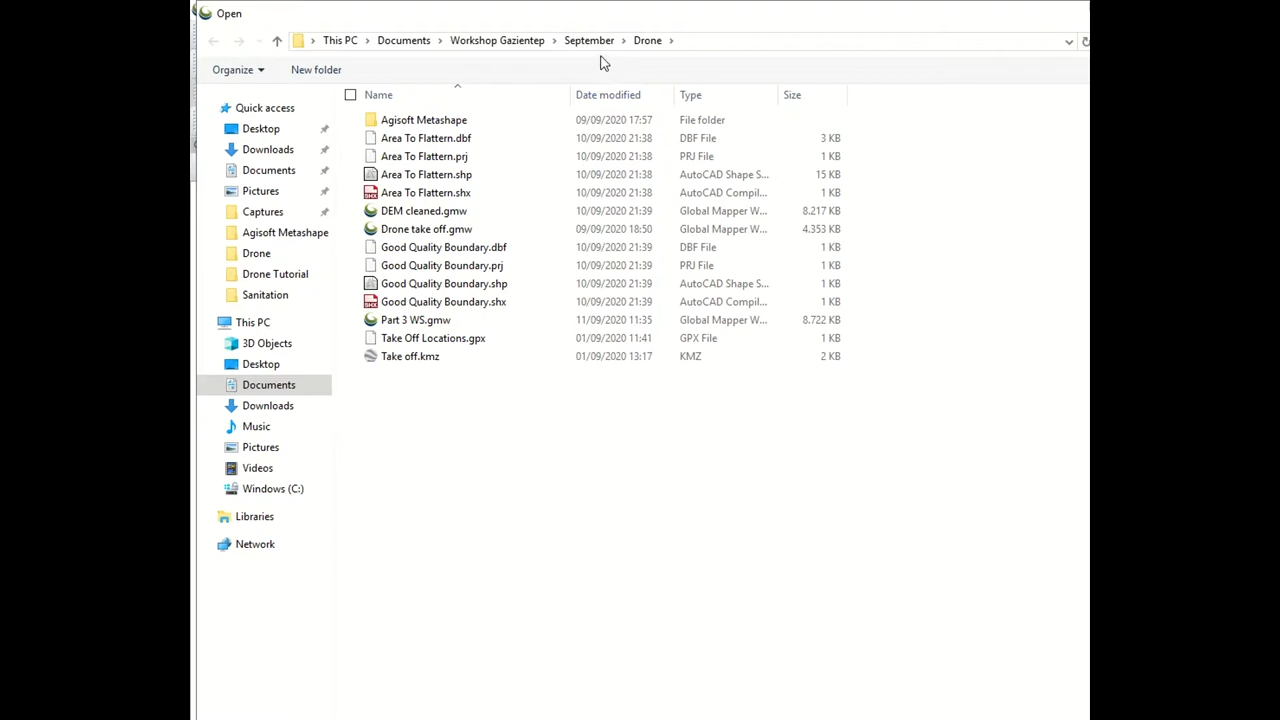 Open
This PC > Documents > Workshop Gazientep > September > Drone >
Organize New folder
Name Date modified Type Size
Quick access
Desktop
Downloads
Documents
Pictures
Captures
Agisoft Metashape
Drone
Drone Tutorial
Sanitation
This PC
3D Objects
Desktop
Documents
Downloads
Music
Pictures
Videos
Windows (C:)
Libraries
Network
Agisoft Metashape 09/09/2020 17:57 File folder
Area To Flattern.dbf 10/09/2020 21:38 DBF File 3 KB
Area To Flattern.prj 10/09/2020 21:38 PRJ File 1 KB
Area To Flattern.shp 10/09/2020 21:38 AutoCAD Shape S... 15 KB
Area To Flattern.shx 10/09/2020 21:38 AutoCAD Compil... 1 KB
DEM cleaned.gmw 10/09/2020 21:39 Global Mapper W... 8.217 KB
Drone take off.gmw 09/09/2020 18:50 Global Mapper W... 4.353 KB
Good Quality Boundary.dbf 10/09/2020 21:39 DBF File 1 KB
Good Quality Boundary.prj 10/09/2020 21:39 PRJ File 1 KB
Good Quality Boundary.shp 10/09/2020 21:39 AutoCAD Shape S... 1 KB
Good Quality Boundary.shx 10/09/2020 21:39 AutoCAD Compil... 1 KB
Part 3 WS.gmw 11/09/2020 11:35 Global Mapper W... 8.722 KB
Take Off Locations.gpx 01/09/2020 11:41 GPX File 1 KB
Take off.kmz 01/09/2020 13:17 KMZ 2 KB